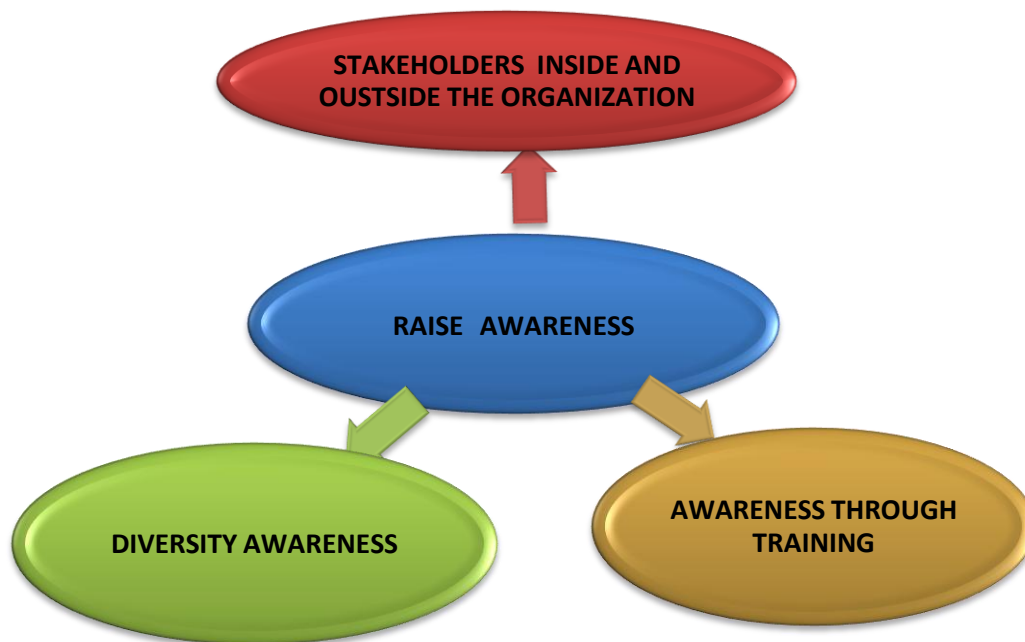 STAKEHOLDERS INSIDE AND
OUSTSIDE THE ORGANIZATION
RAISE AWARENESS
DIVERSITY AWARENESS
AWARENESS THROUGH
TRAINING